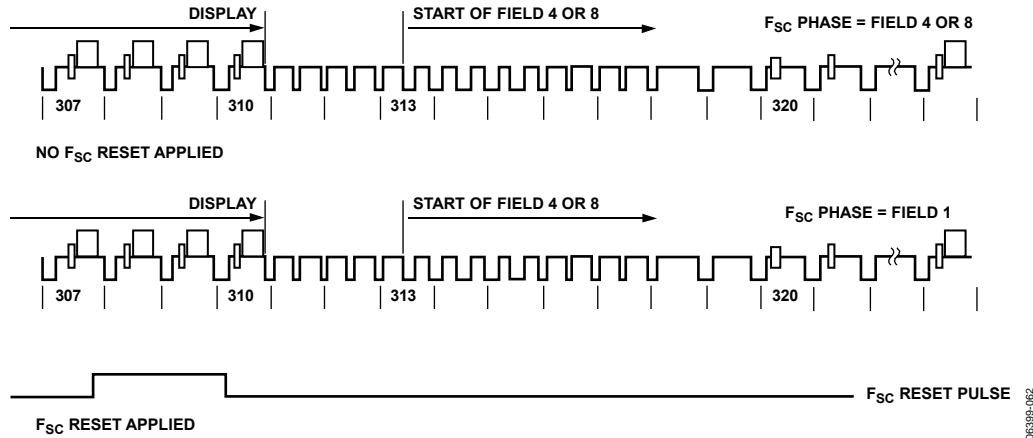 DISPLAY
START OF FIELD 4 OR 8
FSC PHASE = FIELD 4 OR 8
307
310
313
320
NO FSC RESET APPLIED
DISPLAY
START OF FIELD 4 OR 8
FSC PHASE = FIELD 1
307
310
313
320
FSC RESET PULSE
FSC RESET APPLIED
06399-062